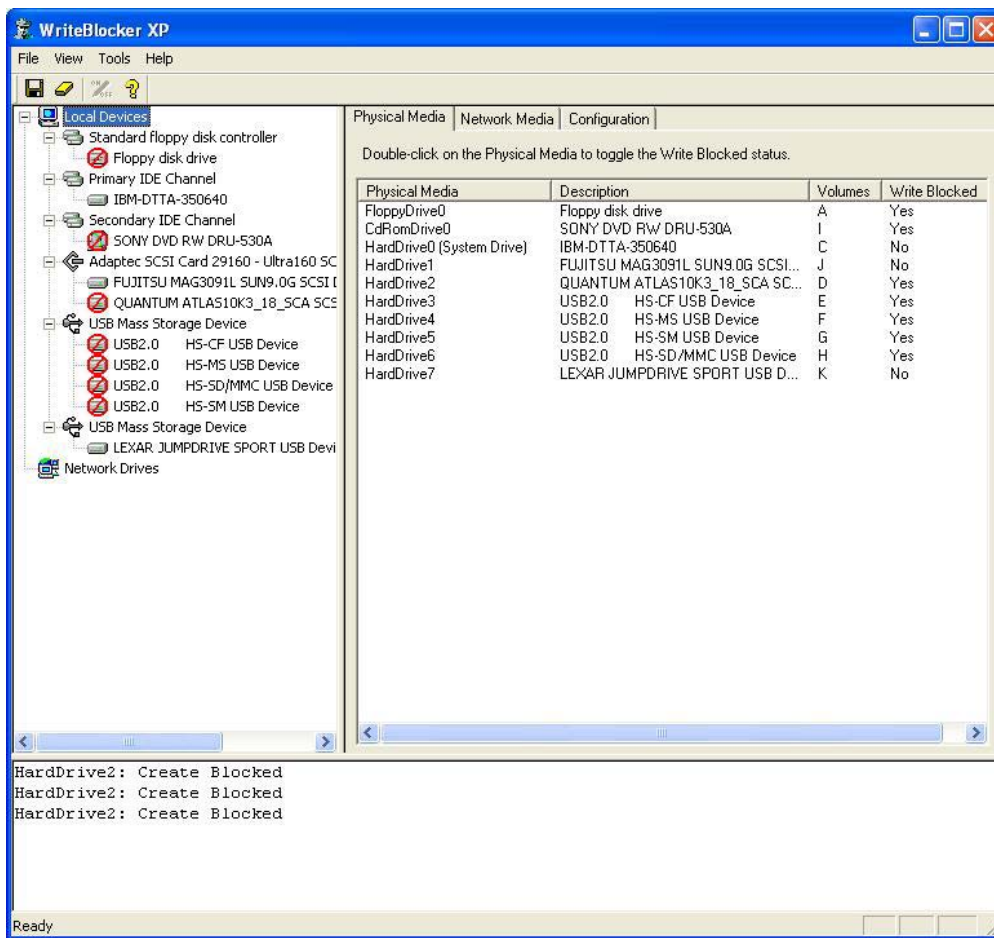 WriteBlocker XP
File View Tools Help
Local Devices
Standard floppy disk controller
Floppy disk drive
Primary IDE Channel
IBM-DTTA-350640
Secondary IDE Channel
SONY DVD RW DRU-530A
Adaptec SCSI Card 29160 - Ultra160 SC
FUJITSU MAG3091L SUN9.0G SCSI
QUANTUM ATLAS10K3_18_SCA SCS
USB Mass Storage Device
USB2.0 HS-CF USB Device
USB2.0 HS-MS USB Device
USB2.0 HS-SD/MMC USB Device
USB2.0 HS-SM USB Device
USB Mass Storage Device
LEXAR JUMPDRIVE SPORT USB Devi
Network Drives
Physical Media Network Media Configuration
Double-click on the Physical Media to toggle the Write Blocked status.
Physical Media Description Volumes Write Blocked
FloppyDrive0 Floppy disk drive A Yes
CdRomDrive0 SONY DVD RW DRU-530A I Yes
HardDrive0 (System Drive) IBM-DTTA-350640 C No
HardDrive1 FUJITSU MAG3091L SUN9.0G SCSI... J No
HardDrive2 QUANTUM ATLAS10K3_18_SCA SC... D Yes
HardDrive3 USB2.0 HS-CF USB Device E Yes
HardDrive4 USB2.0 HS-MS USB Device F Yes
HardDrive5 USB2.0 HS-SM USB Device G Yes
HardDrive6 USB2.0 HS-SD/MMC USB Device H Yes
HardDrive7 LEXAR JUMPDRIVE SPORT USB D... K No
HardDrive2: Create Blocked
HardDrive2: Create Blocked
HardDrive2: Create Blocked
Ready